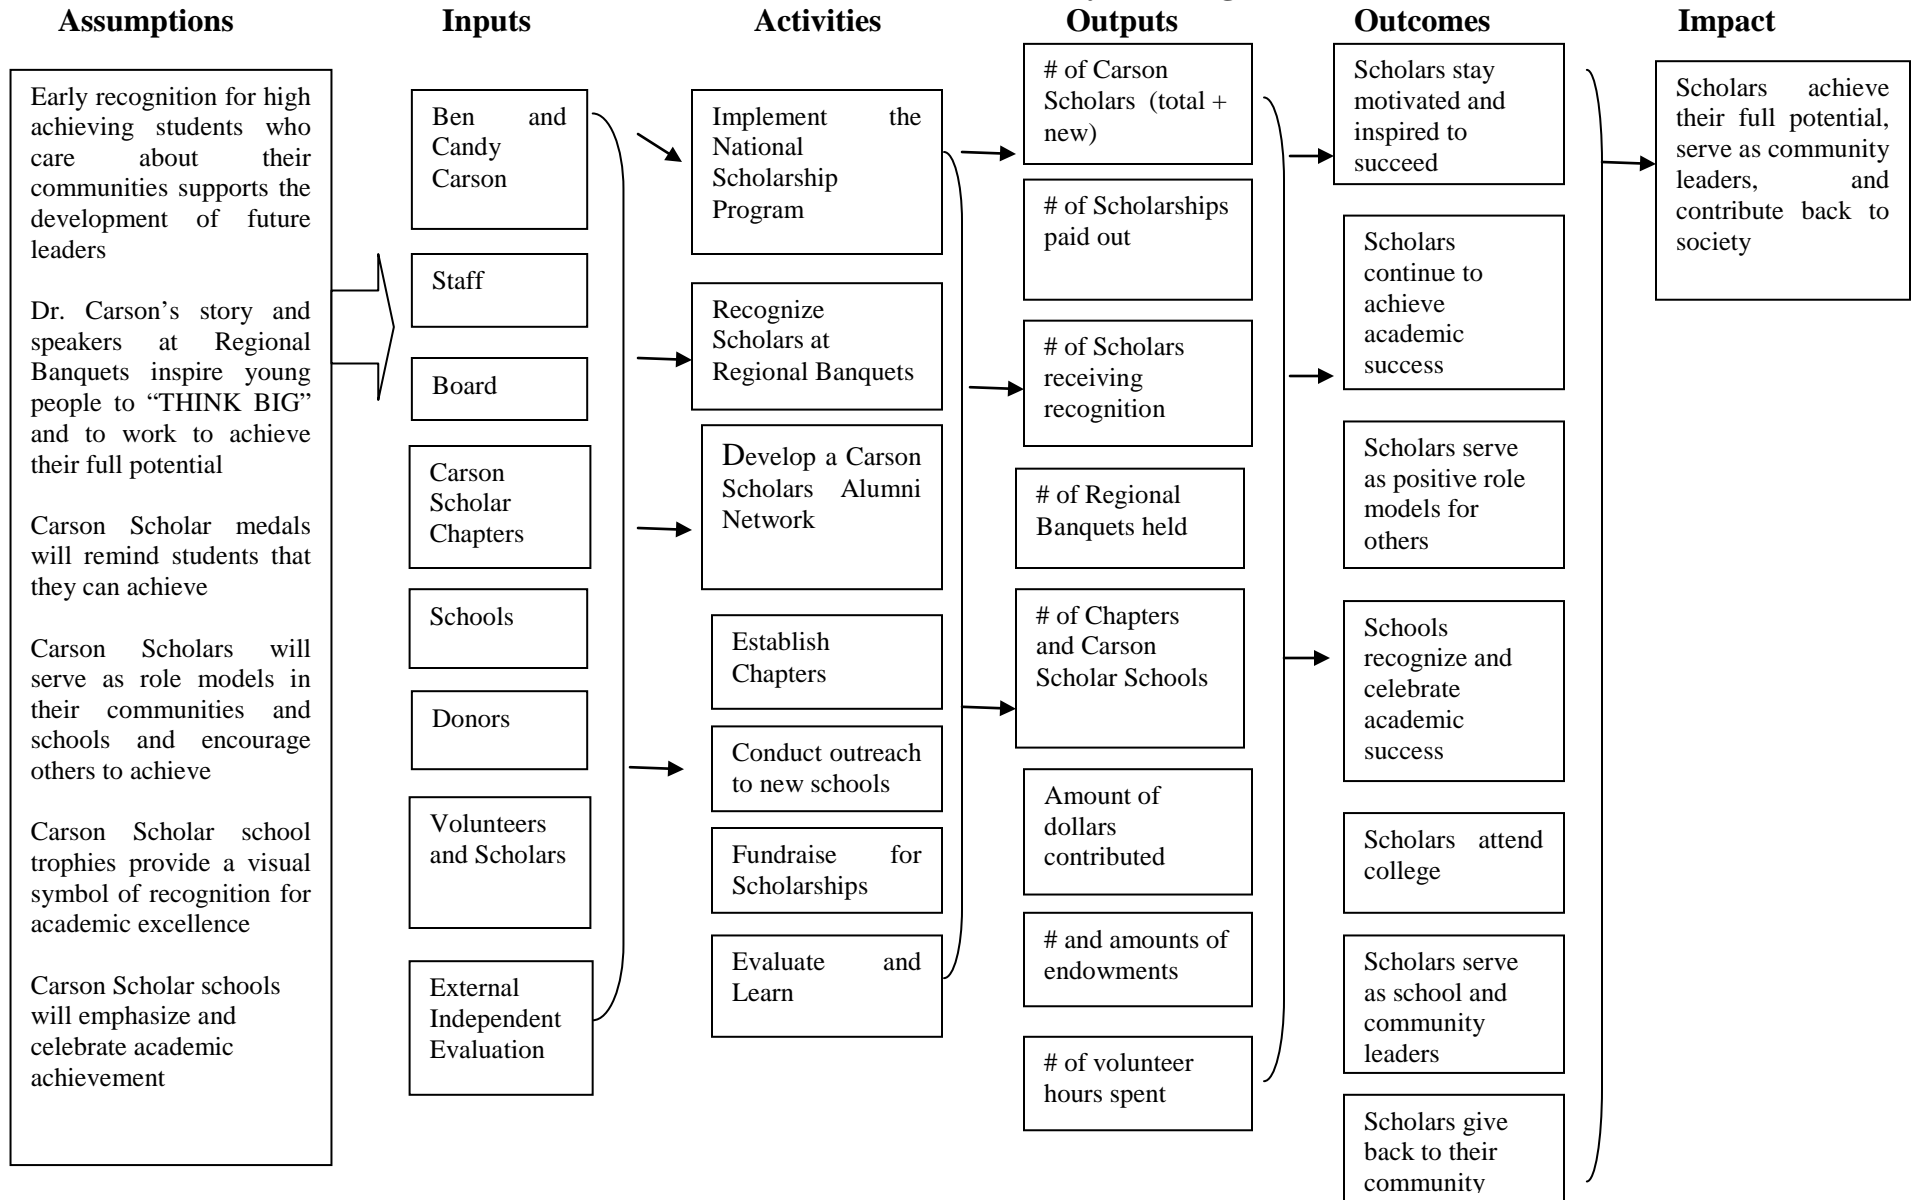 Assumptions
Inputs
Activities
Outputs
Outcomes
Impact
Early recognition for high
achieving students who
care about their
communities supports the
development of future
leaders
Dr. Carson’s story and
speakers at Regional
Banquets inspire young
people to “THINK BIG”
and to work to achieve
their full potential
Carson Scholar medals
will remind students that
they can achieve
Carson Scholars will
serve as role models in
their communities and
schools and encourage
others to achieve
Carson Scholar school
trophies provide a visual
symbol of recognition for
academic excellence
Carson Scholar schools
will emphasize and
celebrate academic
achievement
Ben and
Candy
Carson
Staff
Board
Carson
Scholar
Chapters
Schools
Donors
Volunteers
and Scholars
External
Independent
Evaluation
Implement the
National
Scholarship
Program
Recognize
Scholars at
Regional Banquets
Develop a Carson
Scholars Alumni
Network
Establish
Chapters
Conduct outreach
to new schools
Fundraise for
Scholarships
Evaluate and
Learn
# of Carson
Scholars (total +
new)
# of Scholarships
paid out
# of Scholars
receiving
recognition
# of Regional
Banquets held
# of Chapters
and Carson
Scholar Schools
Amount of
dollars
contributed
# and amounts of
endowments
# of volunteer
hours spent
Scholars stay
motivated and
inspired to
succeed
Scholars
continue to
achieve
academic
success
Scholars serve
as positive role
models for
others
Schools
recognize and
celebrate
academic
success
Scholars attend
college
Scholars serve
as school and
community
leaders
Scholars give
back to their
community
Scholars achieve
their full potential,
serve as community
leaders, and
contribute back to
society